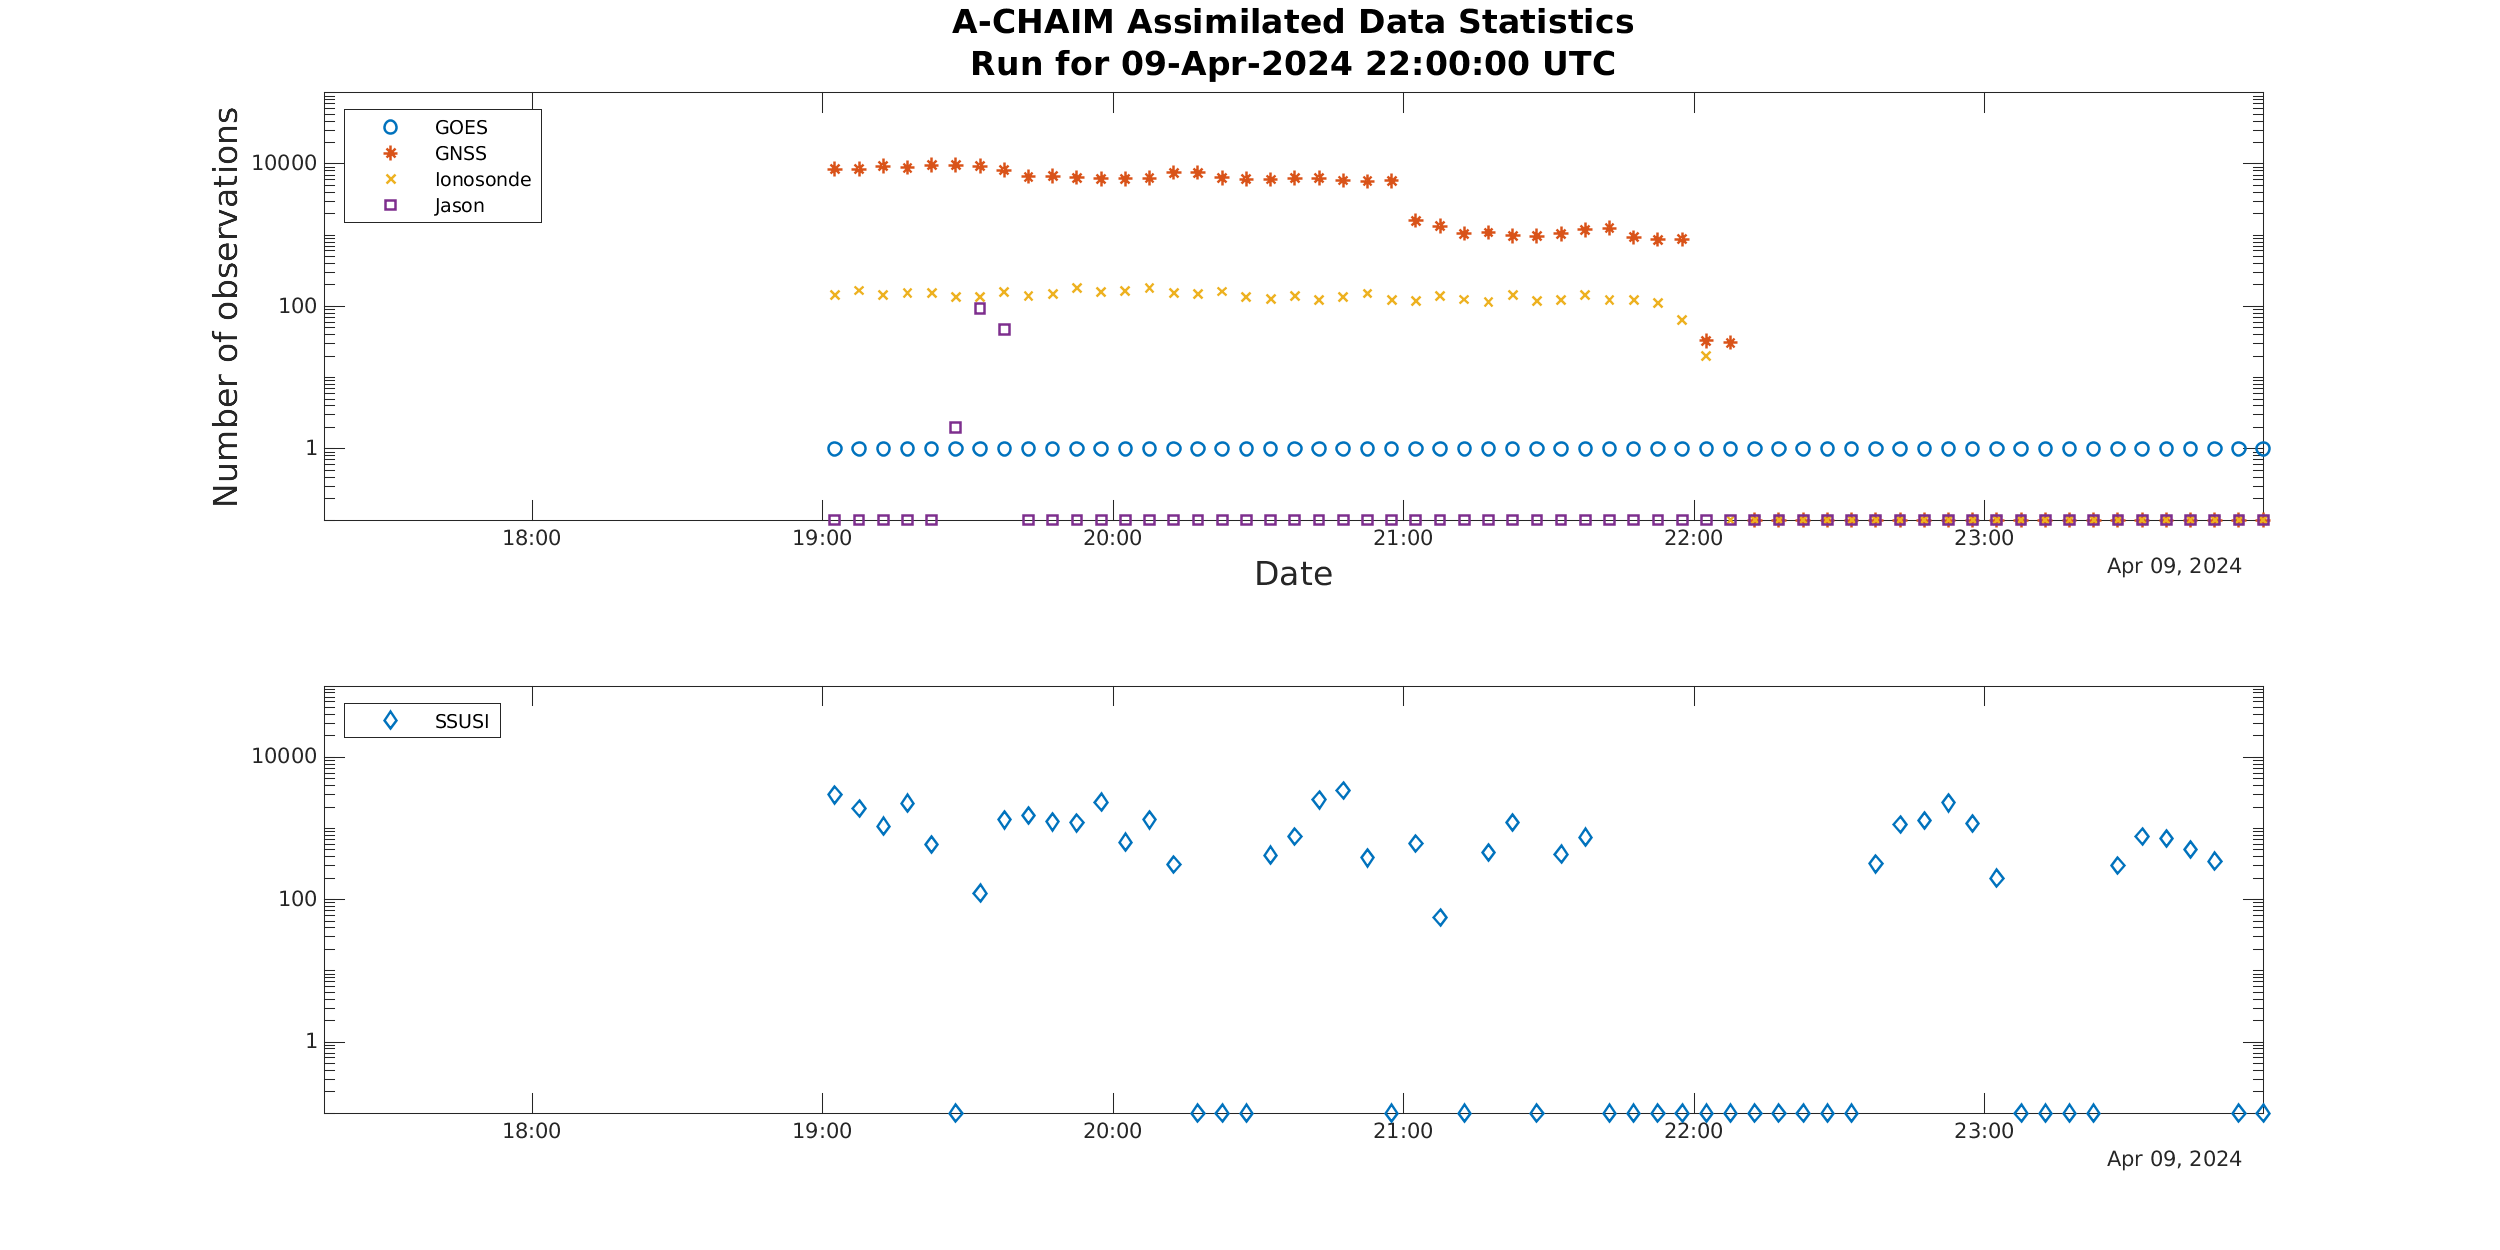 A-CHAIM Assimilated Data Statistics
Run for 09-Apr-2024 22:00:00 UTC
GOES
GNSS
Ionosonde
Jason
10000
100
1
Number of observations
18:00 19:00 20:00 21:00 22:00 23:00
Apr 09, 2024
Date
SSUSI
10000
100
1
18:00 19:00 20:00 21:00 22:00 23:00
Apr 09, 2024